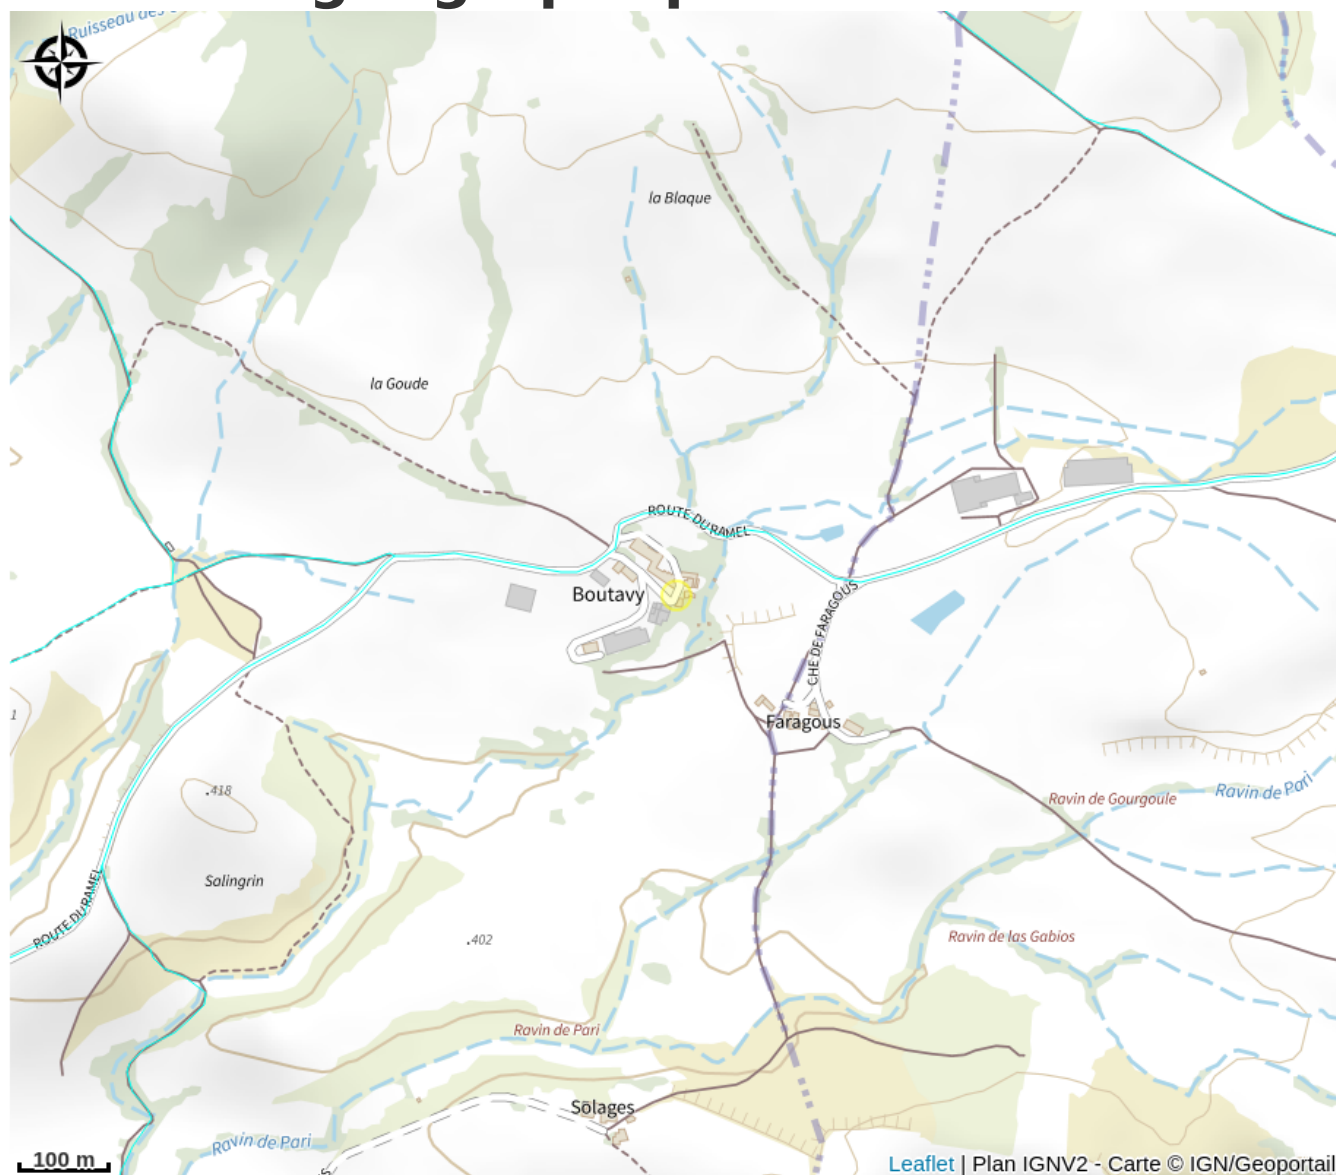 Ruisseau des
la Blaque
la Goude
ROUTE DU RAMEL
Boutavy
CHE DE FARAGOUS
Faragous
1
.418
Ravin de Gourgoule
Ravin de Pari
Salingrin
ROUTE DU RAMEL
.402
Ravin de las Gabios
Ravin de Pari
Solages
Ravin de Pari
100 m
Leaflet | Plan IGNV2 - Carte © IGN/Geoportail